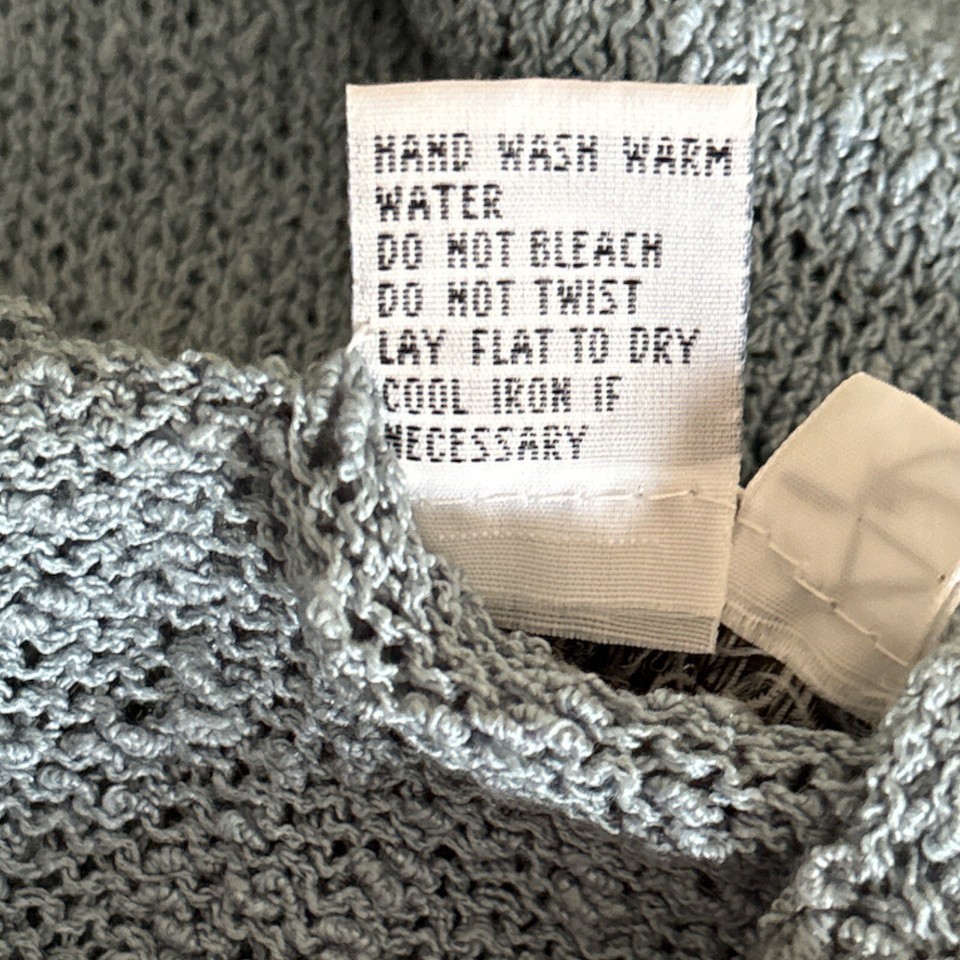 HAND WASH WARM
WATER
DO NOT BLEACH
DO NOT TWIST
LAY FLAT TO DRY
COOL IRON IF
NECESSARY